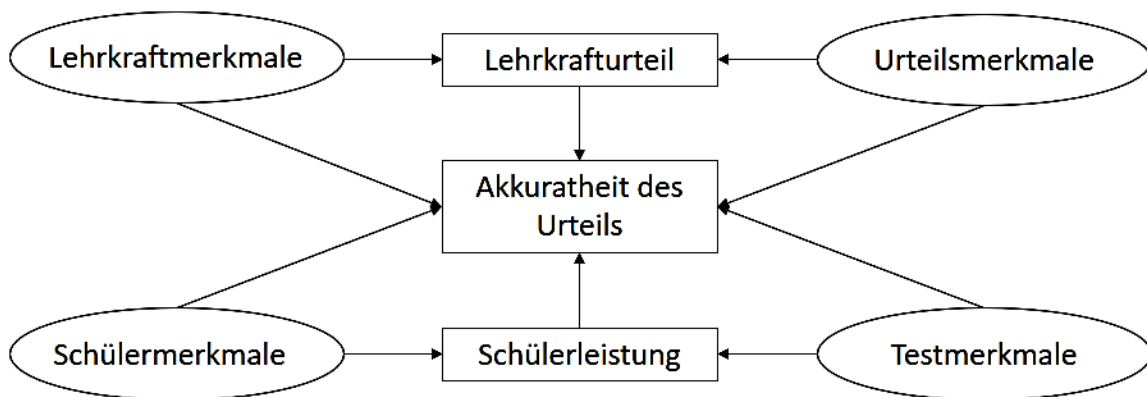 Lehrkraftmerkmale
Lehrkrafturteil
Urteilsmerkmale
Akkuratheit des
Urteils
Schülermerkmale
Schülerleistung
Testmerkmale